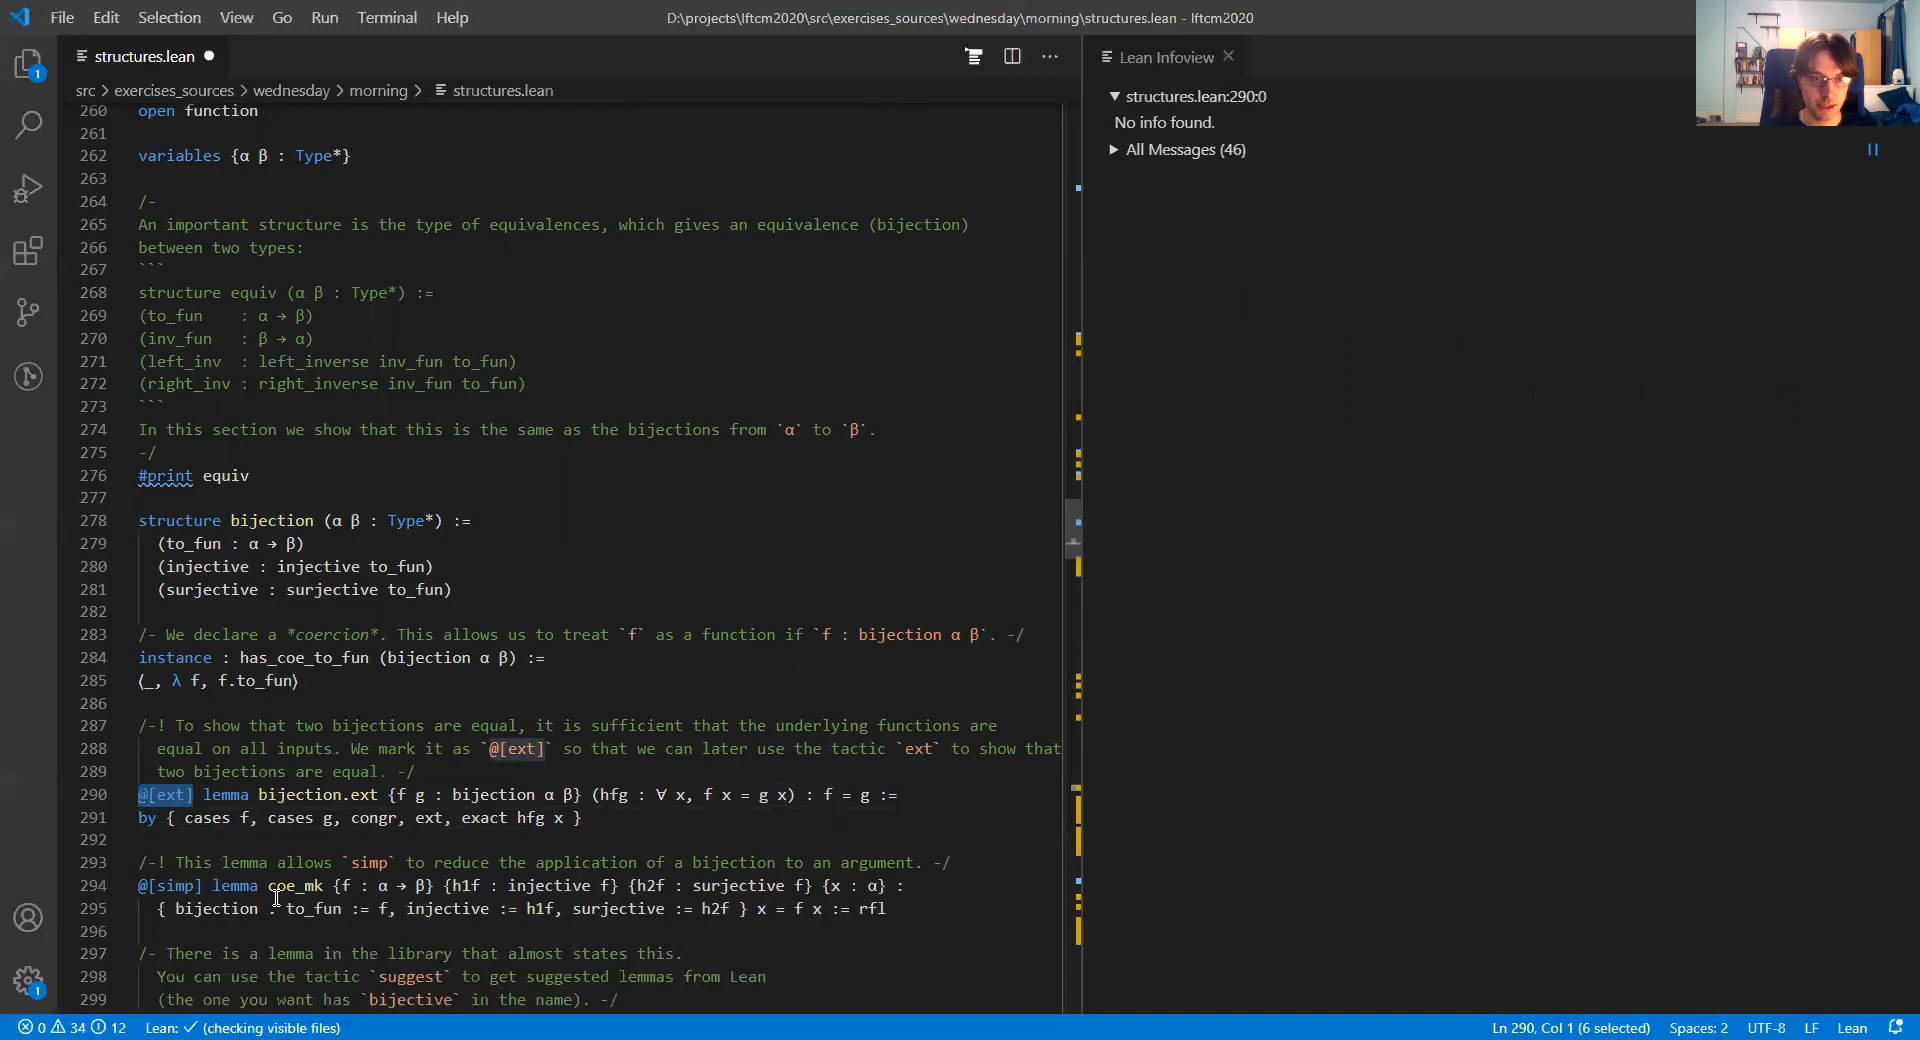 File Edit Selection View Go Run Terminal Help
D:\projects\lftcm2020\src\exercises_sources\wednesday\morning\structures.lean - lftcm2020
structures.lean
src > exercises_sources > wednesday > morning > structures.lean
260 open function
261
262 variables {α β : Type*}
263
264 /-
265 An important structure is the type of equivalences, which gives an equivalence (bijection)
266 between two types:
267 ```
268 structure equiv (α β : Type*) :=
269 (to_fun    : α → β)
270 (inv_fun   : β → α)
271 (left_inv  : left_inverse inv_fun to_fun)
272 (right_inv : right_inverse inv_fun to_fun)
273 ```
274 In this section we show that this is the same as the bijections from `α` to `β`.
275 -/
276 #print equiv
277
278 structure bijection (α β : Type*) :=
279   (to_fun : α → β)
280   (injective : injective to_fun)
281   (surjective : surjective to_fun)
282
283 /- We declare a *coercion*. This allows us to treat `f` as a function if `f : bijection α β`. -/
284 instance : has_coe_to_fun (bijection α β) :=
285 ⟨_, λ f, f.to_fun⟩
286
287 /-! To show that two bijections are equal, it is sufficient that the underlying functions are
288   equal on all inputs. We mark it as `@[ext]` so that we can later use the tactic `ext` to show that
289   two bijections are equal. -/
290 @[ext] lemma bijection.ext {f g : bijection α β} (hfg : ∀ x, f x = g x) : f = g :=
291 by { cases f, cases g, congr, ext, exact hfg x }
292
293 /-! This lemma allows `simp` to reduce the application of a bijection to an argument. -/
294 @[simp] lemma coe_mk {f : α → β} {h1f : injective f} {h2f : surjective f} {x : α} :
295   { bijection . to_fun := f, injective := h1f, surjective := h2f } x = f x := rfl
296
297 /- There is a lemma in the library that almost states this.
298   You can use the tactic `suggest` to get suggested lemmas from Lean
299   (the one you want has `bijective` in the name). -/
Lean Infoview
structures.lean:290:0
No info found.
All Messages (46)
1
1
0 34 12 Lean: ✓ (checking visible files)
Ln 290, Col 1 (6 selected) Spaces: 2 UTF-8 LF Lean